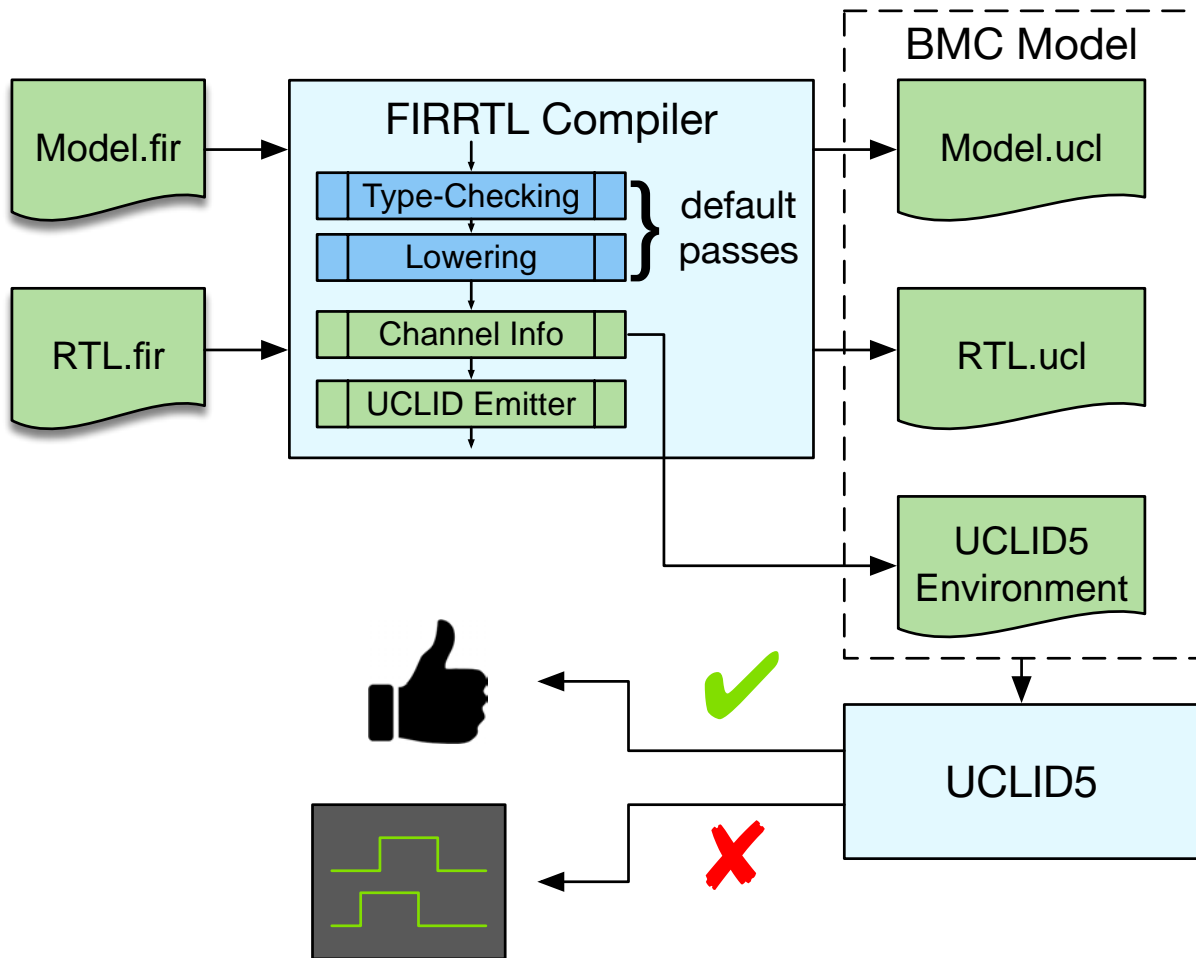 BMC Model
Model.fir
FIRRTL Compiler
Model.ucl
Type-Checking
default
passes
Lowering
RTL.fir
Channel Info
RTL.ucl
UCLID Emitter
UCLID5
Environment
UCLID5